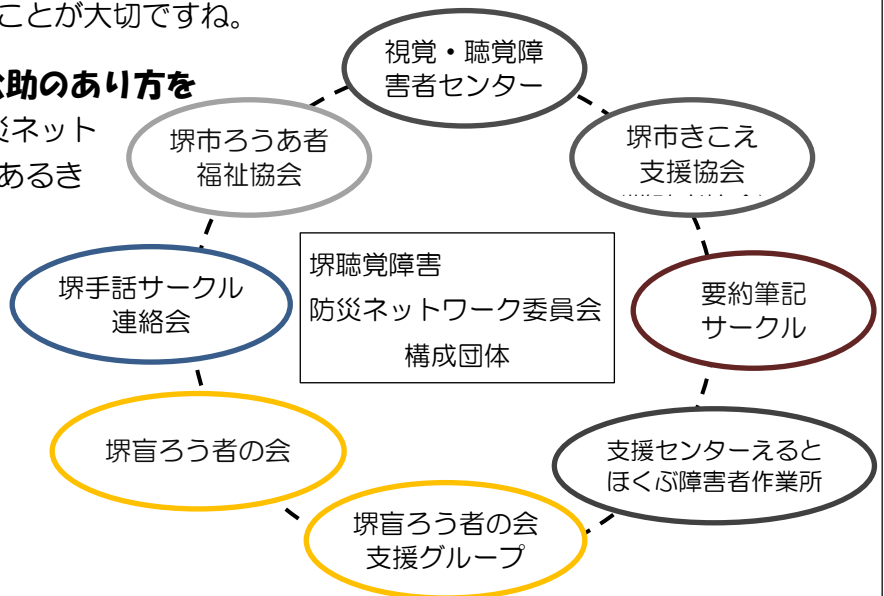 ことが大切ですね。
助のあり方を
災ネット
あるき
視覚・聴覚障
害者センター
堺市ろうあ者
福祉協会
堺市きこえ
支援協会
堺手話サークル
連絡会
堺聴覚障害
防災ネットワーク委員会
構成団体
要約筆記
サークル
堺盲ろう者の会
支援センターえると
ほくぶ障害者作業所
堺盲ろう者の会
支援グループ